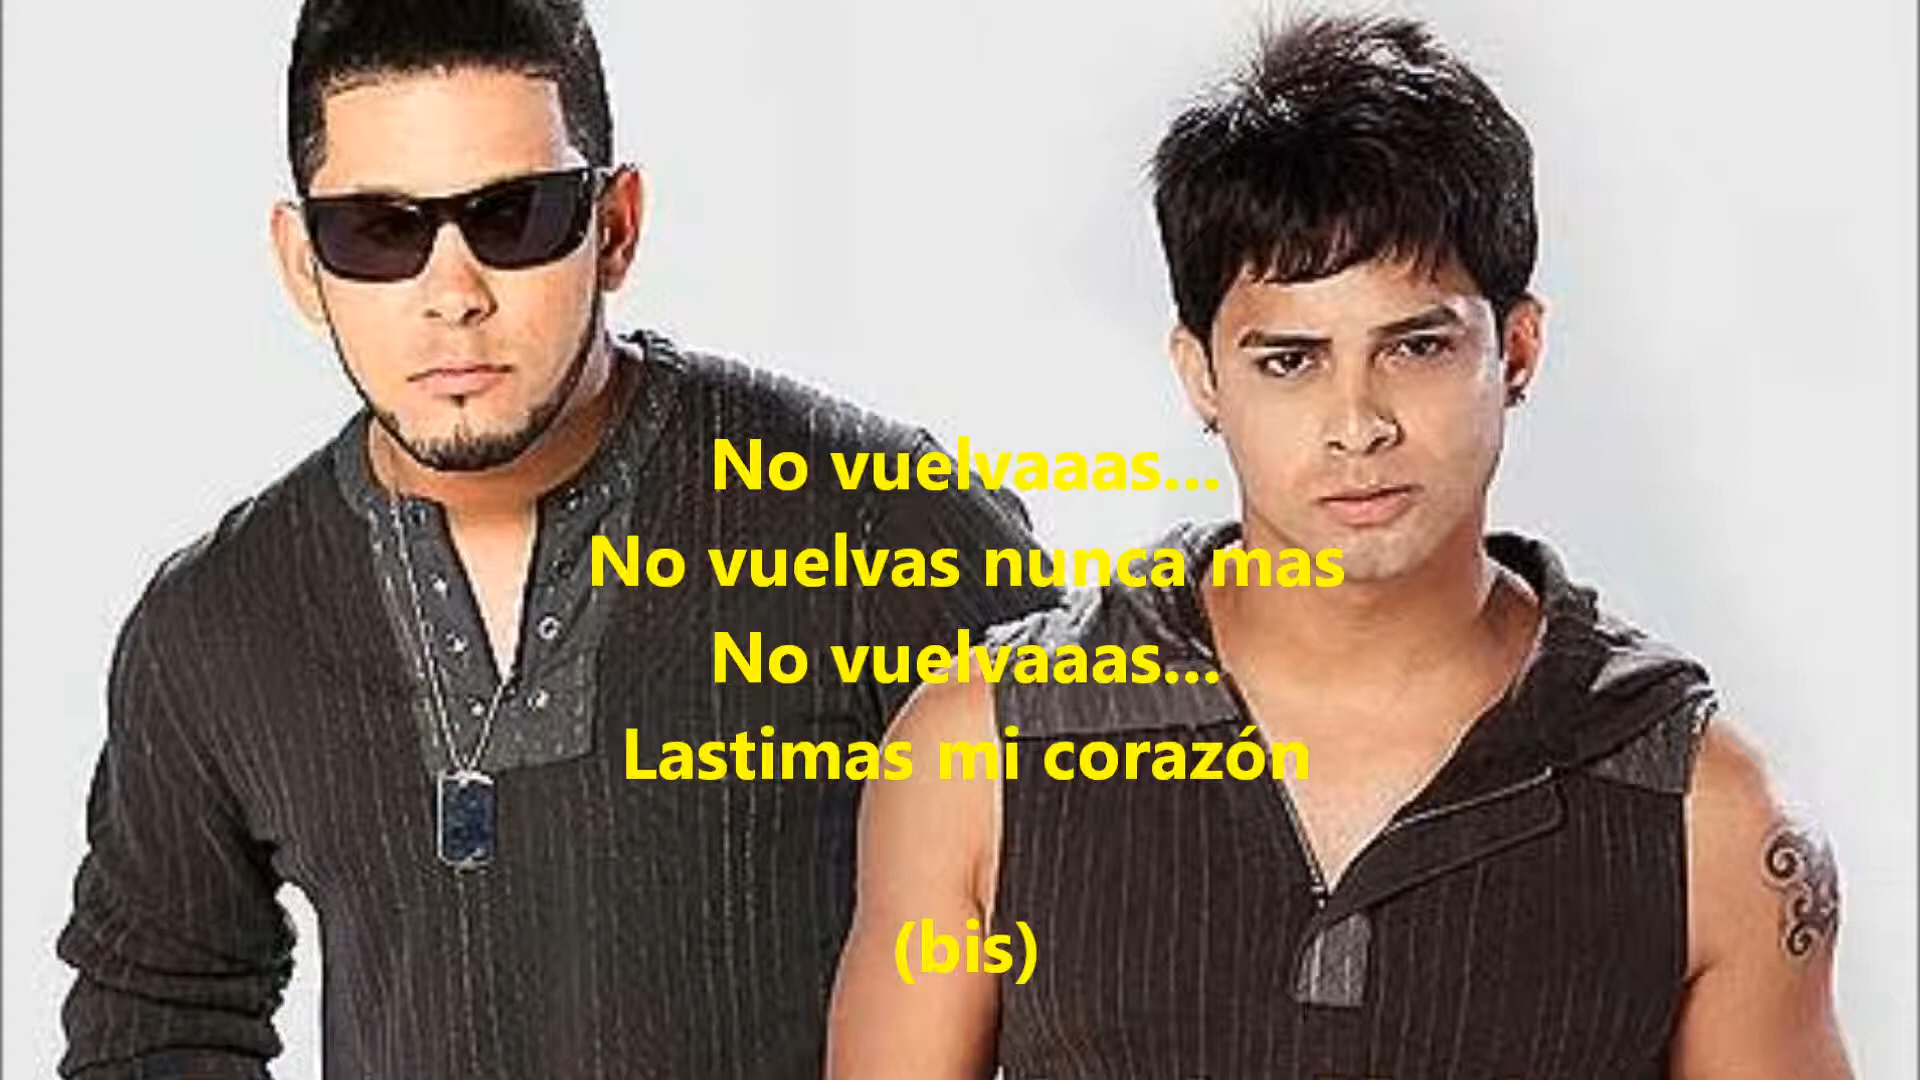 No vuelvaaas...
No vuelvas nunca mas
No vuelvaaas...
Lastimas mi corazón
(bis)